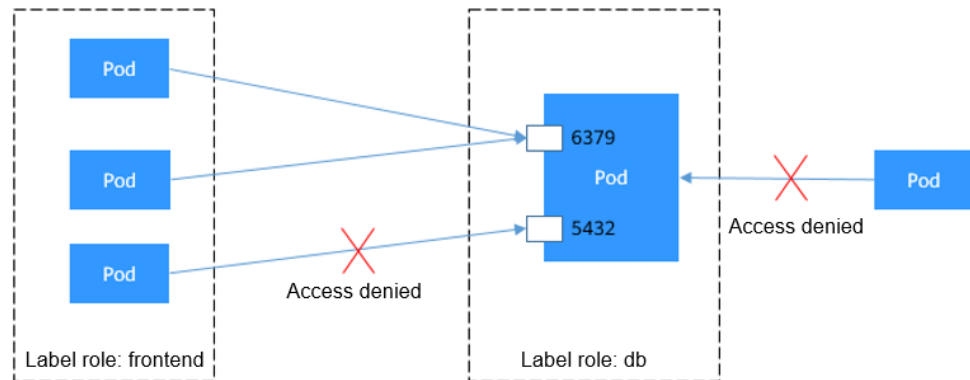 Pod
6379
Pod
Pod
Pod
5432
Access denied
Pod
Access denied
Label role: frontend
Label role: db